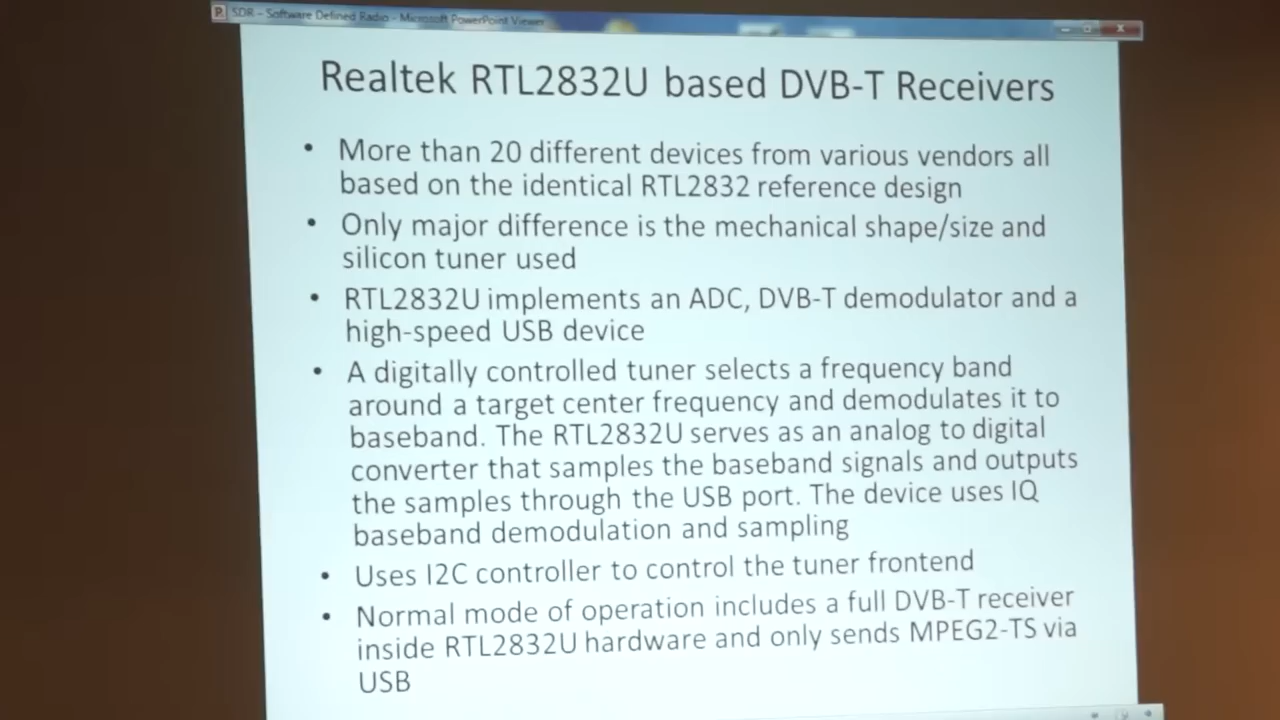 SDR - Software Defined Radio - Microsoft PowerPoint Viewer
Realtek RTL2832U based DVB-T Receivers
• More than 20 different devices from various vendors all
based on the identical RTL2832 reference design
• Only major difference is the mechanical shape/size and
silicon tuner used
• RTL2832U implements an ADC, DVB-T demodulator and a
high-speed USB device
• A digitally controlled tuner selects a frequency band
around a target center frequency and demodulates it to
baseband. The RTL2832U serves as an analog to digital
converter that samples the baseband signals and outputs
the samples through the USB port. The device uses IQ
baseband demodulation and sampling
• Uses I2C controller to control the tuner frontend
• Normal mode of operation includes a full DVB-T receiver
inside RTL2832U hardware and only sends MPEG2-TS via
USB